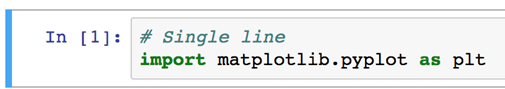 In [1]: # Single line
import matplotlib.pyplot as plt